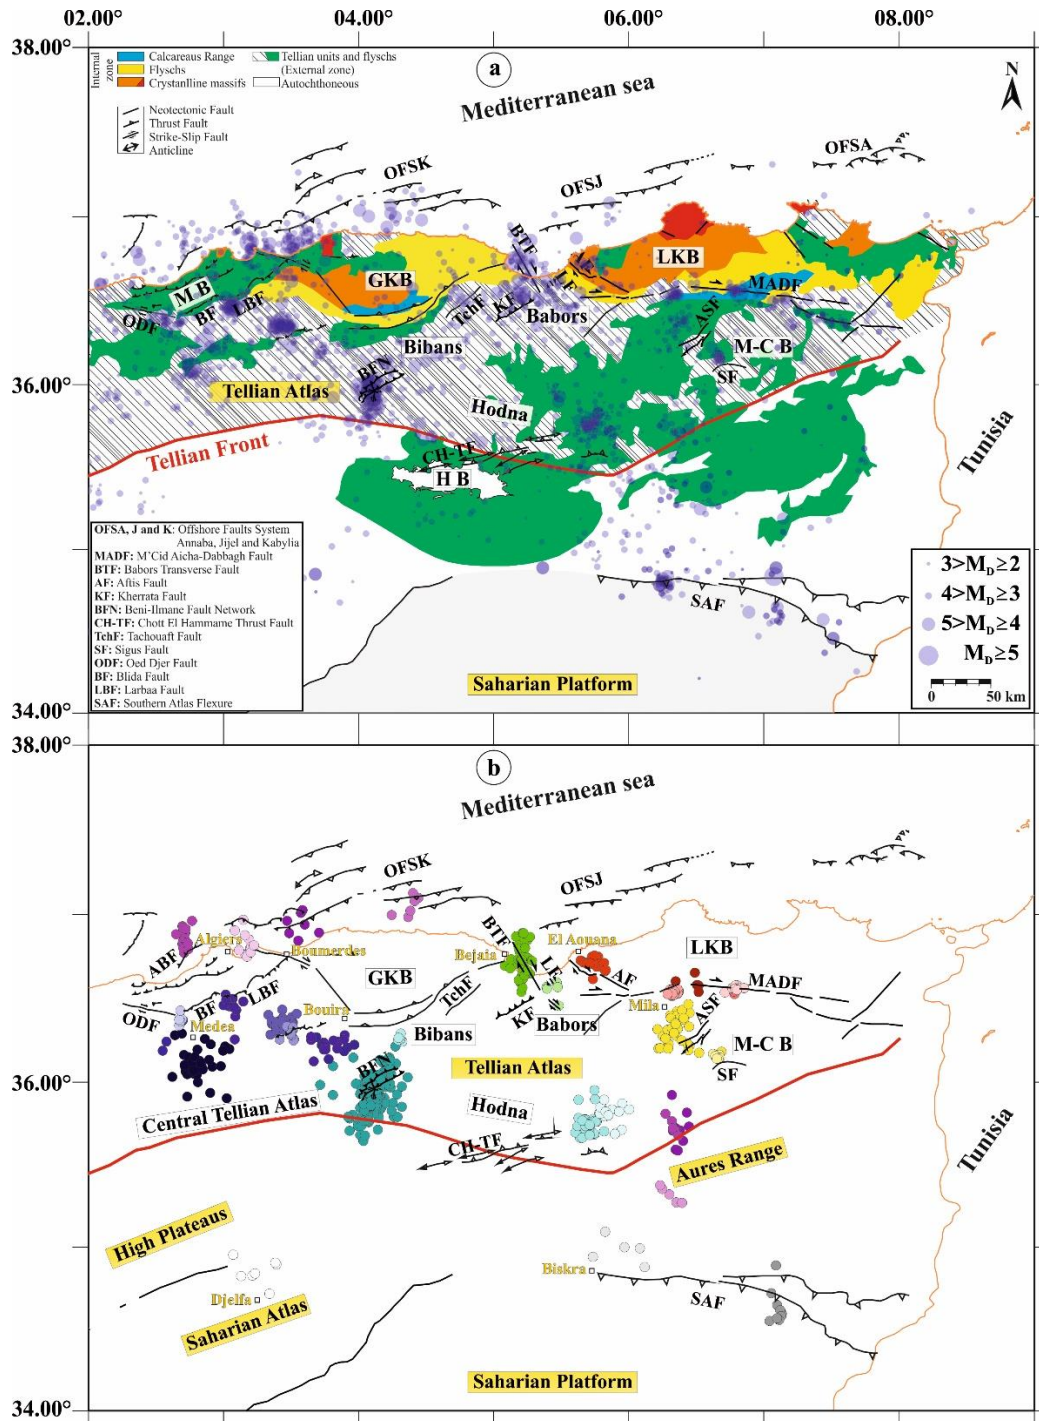 02.00° 04.00° 06.00° 08.00°
38.00°
Internal zone
Calcareaus Range
Flyschs
Crystanlline massifs
Tellian units and flyschs
(External zone)
Autochthoneous
Neotectonic Fault
Thrust Fault
Strike-Slip Fault
Anticline
a
N
Mediterranean sea
OFSK
OFSJ
OFSA
BTF
LKB
GKB
M B
AF
LF
MADF
ODF
BF
LBF
TchF
KF
Babors
ASF
Bibans
M-C B
BFN
SF
36.00°
Tellian Atlas
Hodna
Tunisia
Tellian Front
CH-TF
H B
OFSA, J and K: Offshore Faults System
Annaba, Jijel and Kabylia
MADF: M'Cid Aicha-Dabbagh Fault
BTF: Babors Transverse Fault
AF: Aftis Fault
KF: Kherrata Fault
BFN: Beni-Ilmane Fault Network
CH-TF: Chott El Hammame Thrust Fault
TchF: Tachouaft Fault
SF: Sigus Fault
ODF: Oed Djer Fault
BF: Blida Fault
LBF: Larbaa Fault
SAF: Southern Atlas Flexure
SAF
3>MD≥2
4>MD≥3
5>MD≥4
MD≥5
0 50 km
Saharian Platform
34.00°
38.00°
b
Mediterranean sea
OFSK
OFSJ
Algiers
Boumerdes
BTF
El Aouana
LKB
ABF
Bejaia
GKB
LF
AF
MADF
BF
LBF
TchF
ODF
Bouira
KF
Mila
ASF
Medea
Babors
Bibans
M-C B
BFN
SF
36.00°
Tellian Atlas
Central Tellian Atlas
Hodna
Tunisia
CH-TF
Aures Range
High Plateaus
Biskra
SAF
Djelfa
Saharian Atlas
Saharian Platform
34.00°